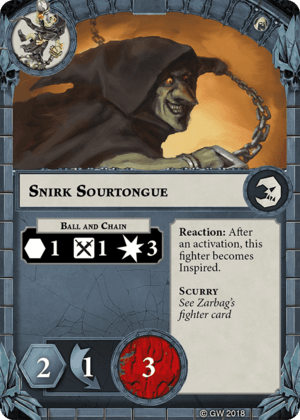 Snirk Sourtongue
Ball and Chain
1 1 3
Reaction: After
an activation, this
fighter becomes
Inspired.
Scurry
See Zarbag's
fighter card
2 1 3
© GW 2018